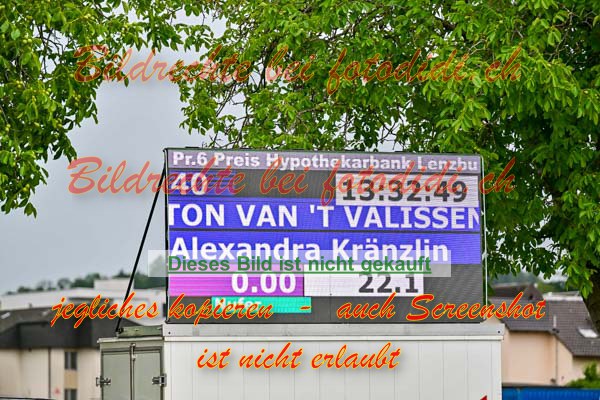 Bildrechte bei fotodidi.ch
Pr.6 Preis Hypothekarbank Lenzbu
40 13:32:49
Bildrechte bei fotodidi.ch
TON VAN 'T VALISSEN
Alexandra Kränzlin
Dieses Bild ist nicht gekauft
0.00 22.1
jegliches kopieren - auch Screenshot
ist nicht erlaubt